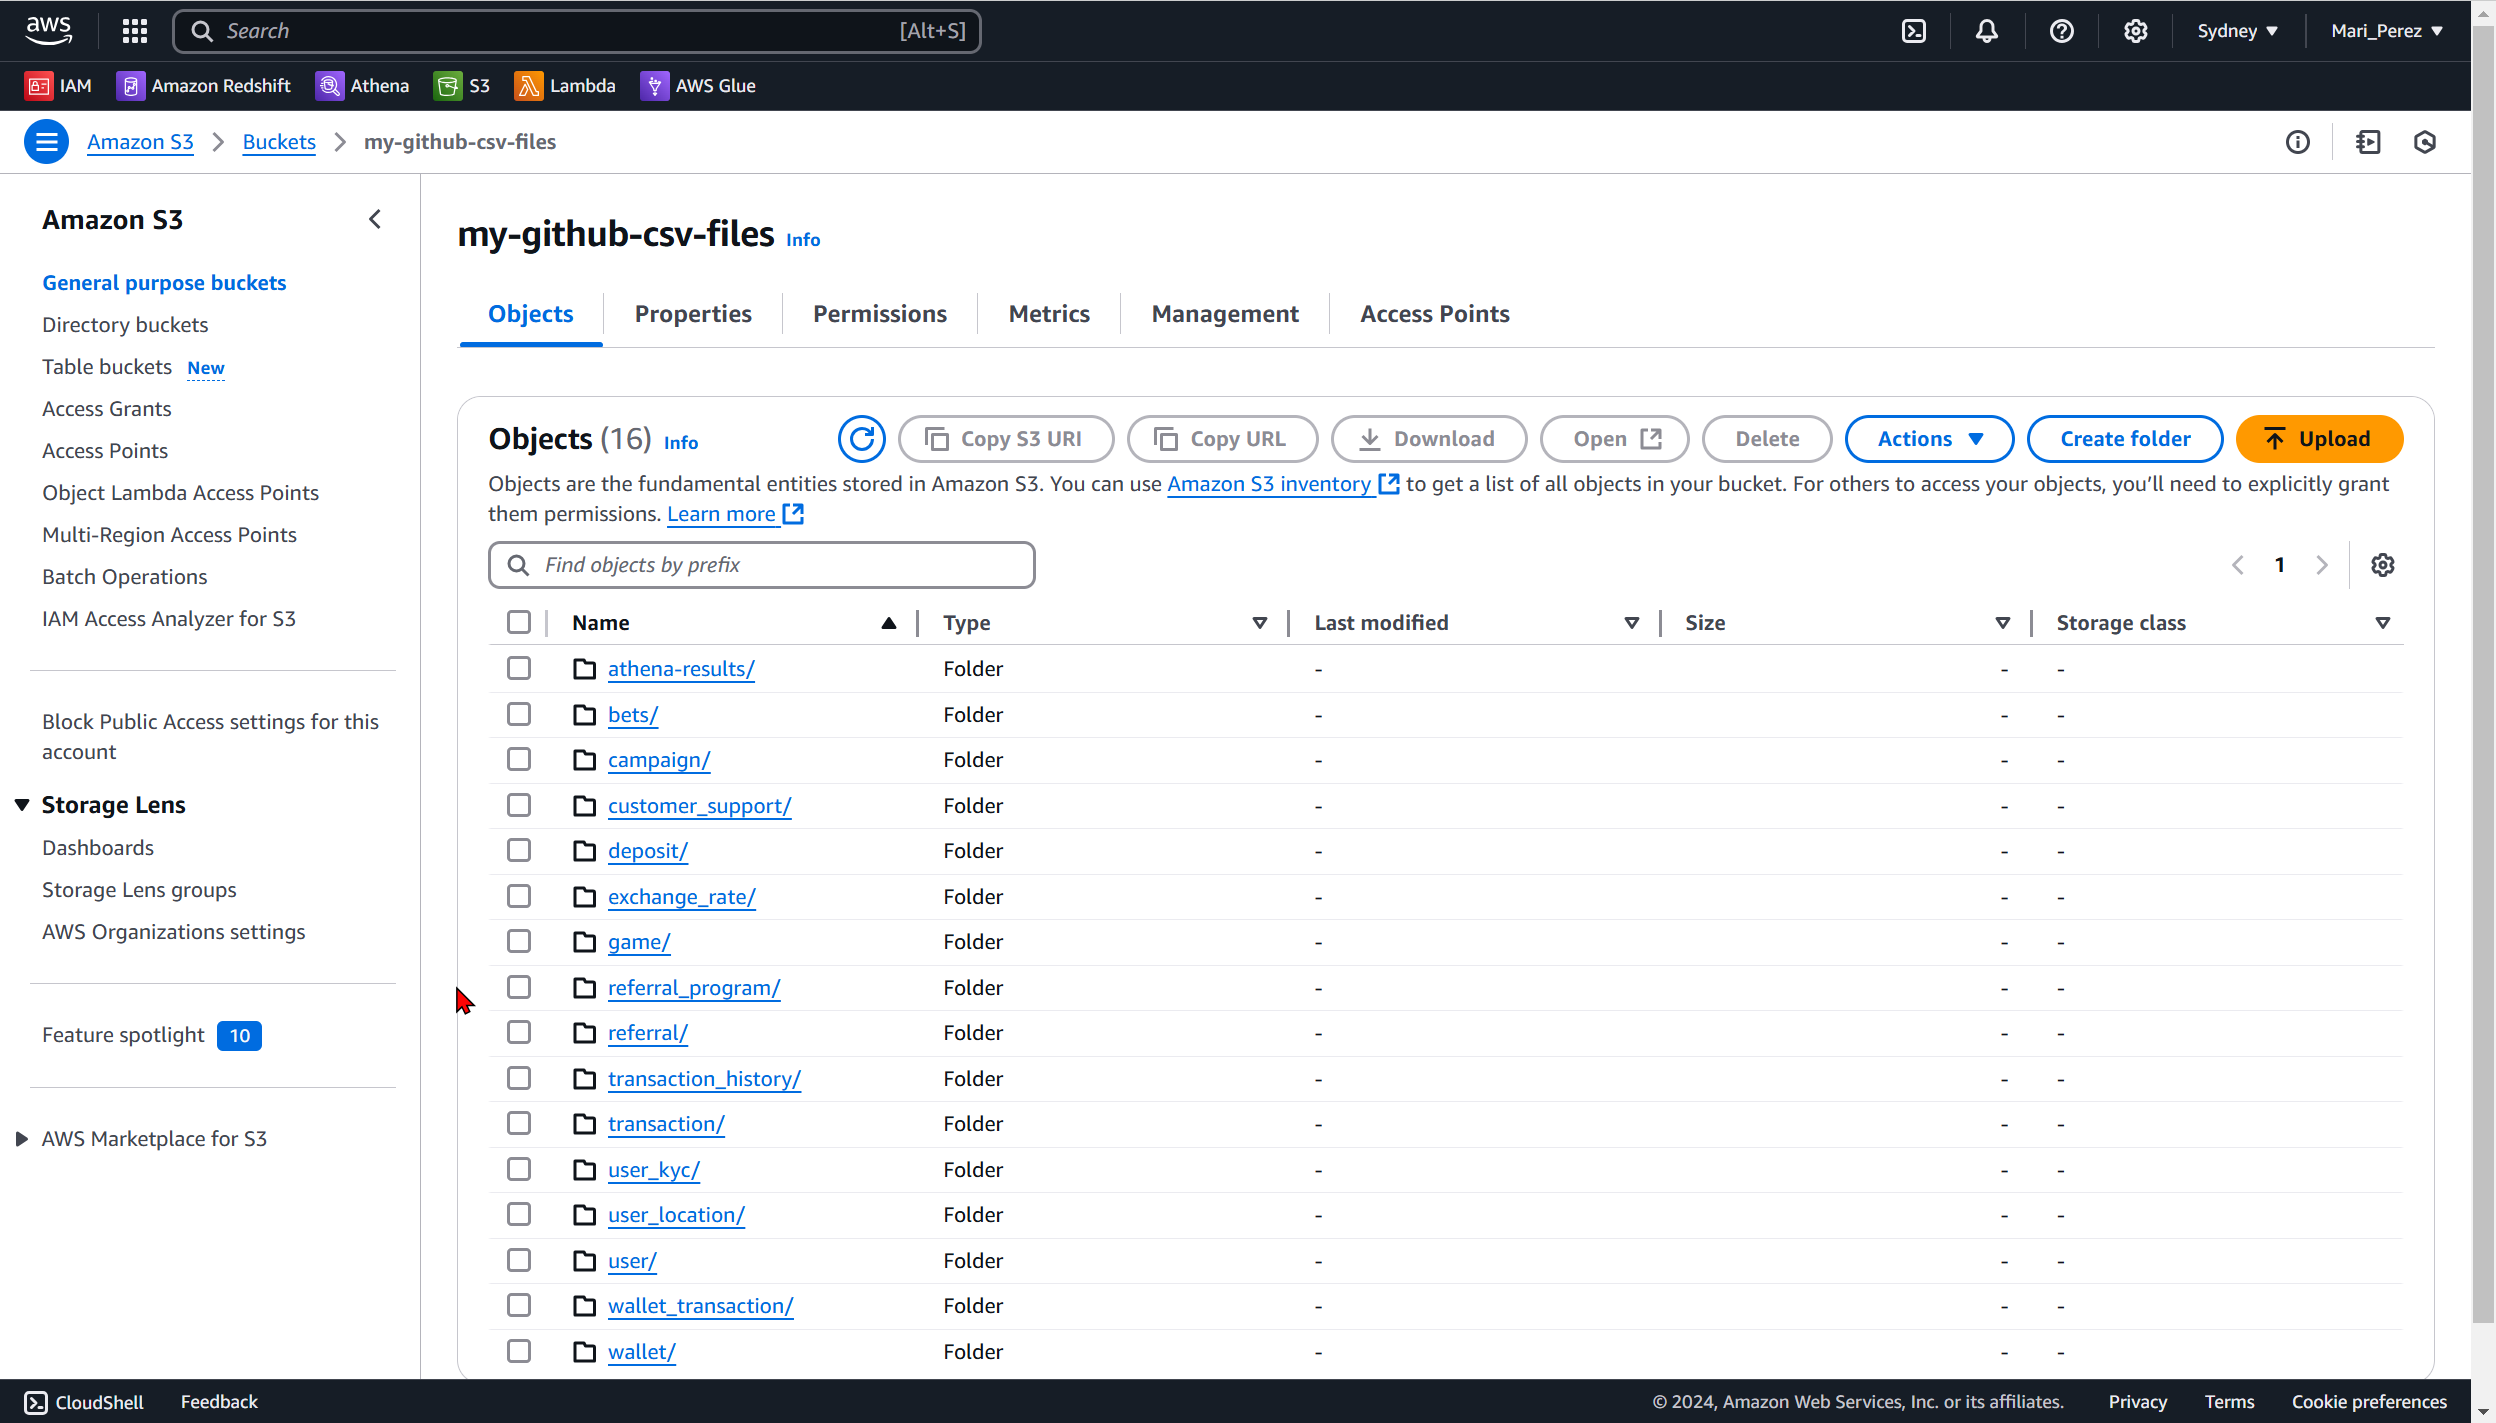 aws
Search [Alt+S]
Sydney Mari_Perez
IAM Amazon Redshift Athena S3 Lambda AWS Glue
Amazon S3 Buckets my-github-csv-files
Amazon S3
General purpose buckets
Directory buckets
Table buckets New
Access Grants
Access Points
Object Lambda Access Points
Multi-Region Access Points
Batch Operations
IAM Access Analyzer for S3
Block Public Access settings for this
account
Storage Lens
Dashboards
Storage Lens groups
AWS Organizations settings
Feature spotlight 10
AWS Marketplace for S3
my-github-csv-files Info
Objects Properties Permissions Metrics Management Access Points
Objects (16) Info
Copy S3 URI Copy URL Download Open Delete Actions Create folder Upload
Objects are the fundamental entities stored in Amazon S3. You can use Amazon S3 inventory to get a list of all objects in your bucket. For others to access your objects, you’ll need to explicitly grant
them permissions. Learn more
Find objects by prefix
1
Name Type Last modified Size Storage class
athena-results/ Folder - - -
bets/ Folder - - -
campaign/ Folder - - -
customer_support/ Folder - - -
deposit/ Folder - - -
exchange_rate/ Folder - - -
game/ Folder - - -
referral_program/ Folder - - -
referral/ Folder - - -
transaction_history/ Folder - - -
transaction/ Folder - - -
user_kyc/ Folder - - -
user_location/ Folder - - -
user/ Folder - - -
wallet_transaction/ Folder - - -
wallet/ Folder - - -
CloudShell Feedback © 2024, Amazon Web Services, Inc. or its affiliates. Privacy Terms Cookie preferences